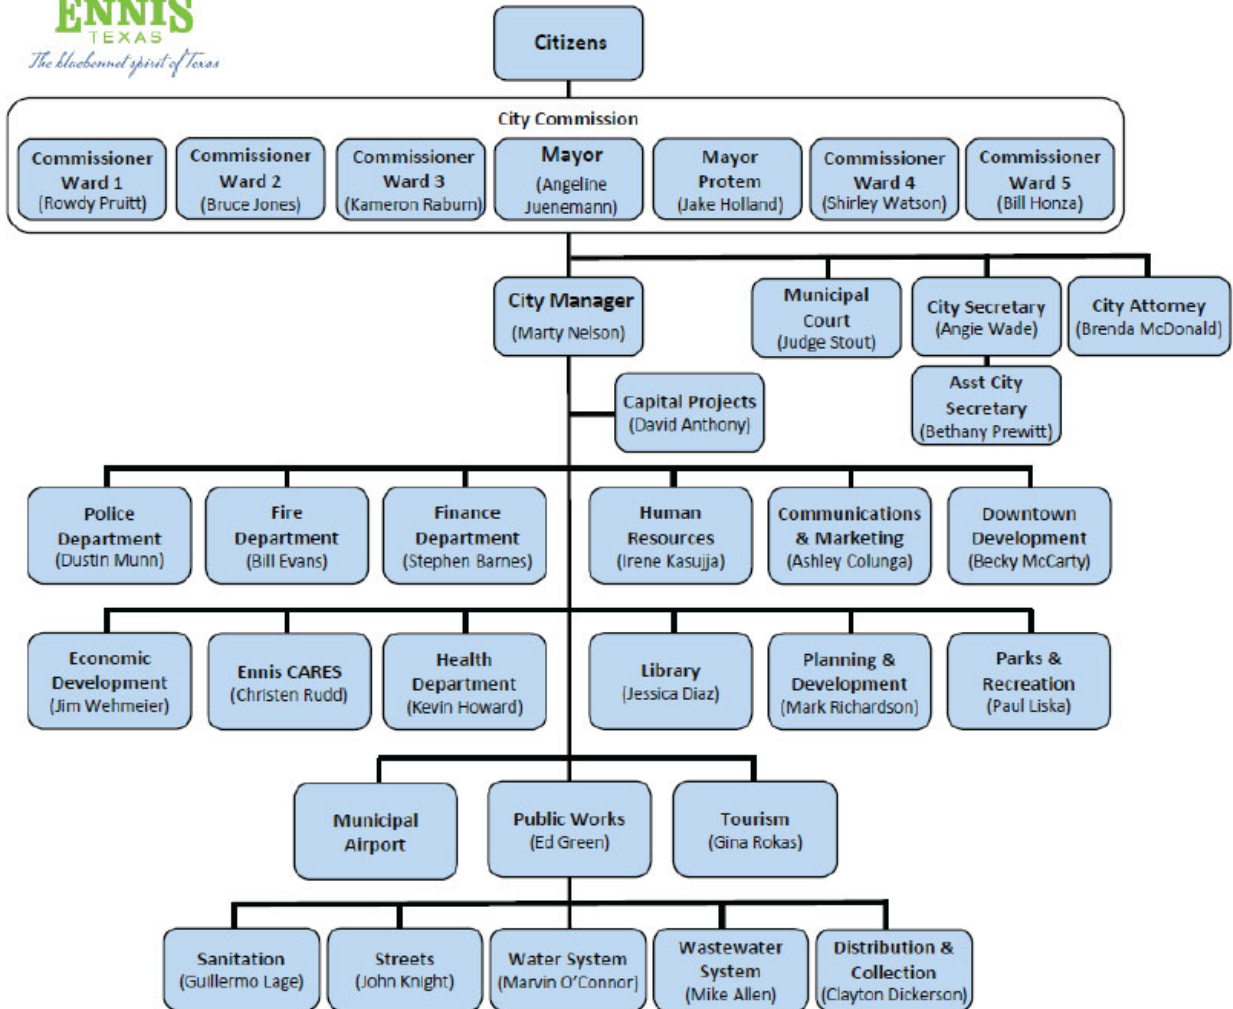 ENNIS
TEXAS
The bluebonnet spirit of Texas
Citizens
City Commission
Commissioner
Ward 1
(Rowdy Pruitt)
Commissioner
Ward 2
(Bruce Jones)
Commissioner
Ward 3
(Kameron Raburn)
Mayor
(Angeline
Juenemann)
Mayor
Protem
(Jake Holland)
Commissioner
Ward 4
(Shirley Watson)
Commissioner
Ward 5
(Bill Honza)
City Manager
(Marty Nelson)
Municipal
Court
(Judge Stout)
City Secretary
(Angie Wade)
City Attorney
(Brenda McDonald)
Asst City
Secretary
(Bethany Prewitt)
Capital Projects
(David Anthony)
Police
Department
(Dustin Munn)
Fire
Department
(Bill Evans)
Finance
Department
(Stephen Barnes)
Human
Resources
(Irene Kasujja)
Communications
& Marketing
(Ashley Colunga)
Downtown
Development
(Becky McCarty)
Economic
Development
(Jim Wehmeier)
Ennis CARES
(Christen Rudd)
Health
Department
(Kevin Howard)
Library
(Jessica Diaz)
Planning &
Development
(Mark Richardson)
Parks &
Recreation
(Paul Liska)
Municipal
Airport
Public Works
(Ed Green)
Tourism
(Gina Rokas)
Sanitation
(Guillermo Lage)
Streets
(John Knight)
Water System
(Marvin O'Connor)
Wastewater
System
(Mike Allen)
Distribution &
Collection
(Clayton Dickerson)